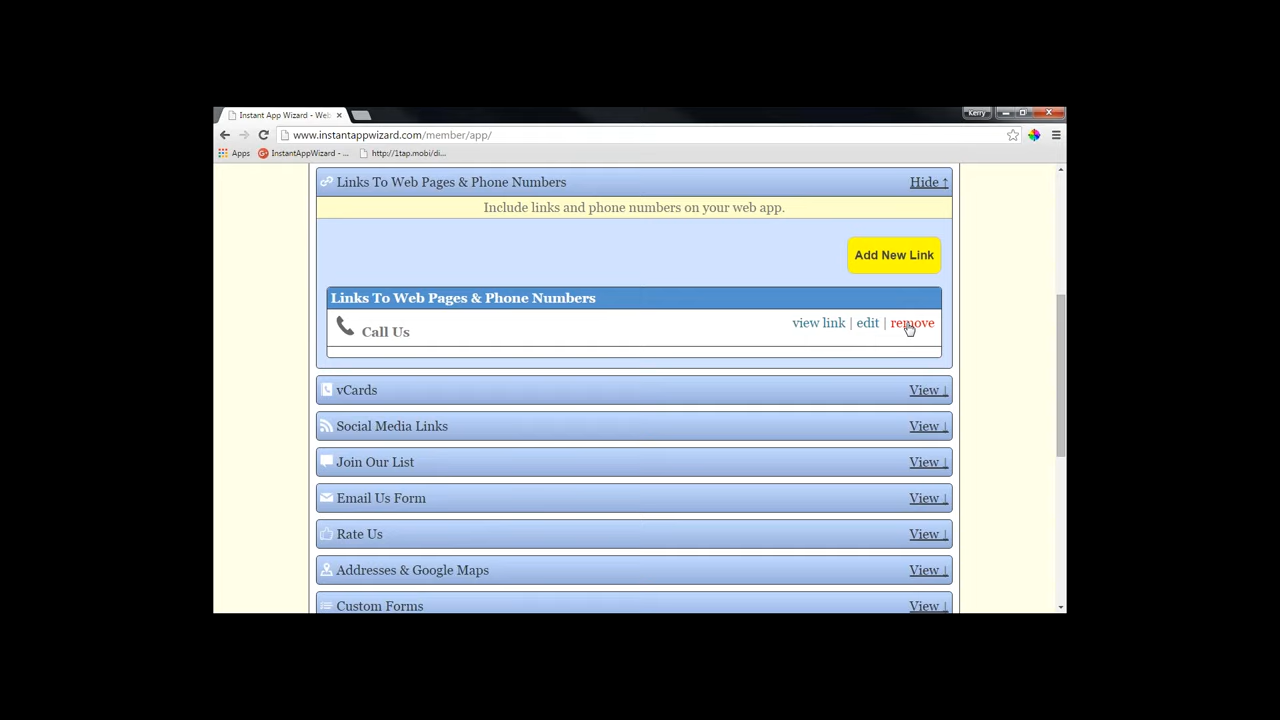 Instant App Wizard - Web
Kerry
www.instantappwizard.com/member/app/
Apps InstantAppWizard - ... http://1tap.mobi/di...
Links To Web Pages & Phone Numbers Hide ↑
Include links and phone numbers on your web app.
Add New Link
Links To Web Pages & Phone Numbers
Call Us view link | edit | remove
vCards View ↓
Social Media Links View ↓
Join Our List View ↓
Email Us Form View ↓
Rate Us View ↓
Addresses & Google Maps View ↓
Custom Forms View ↓